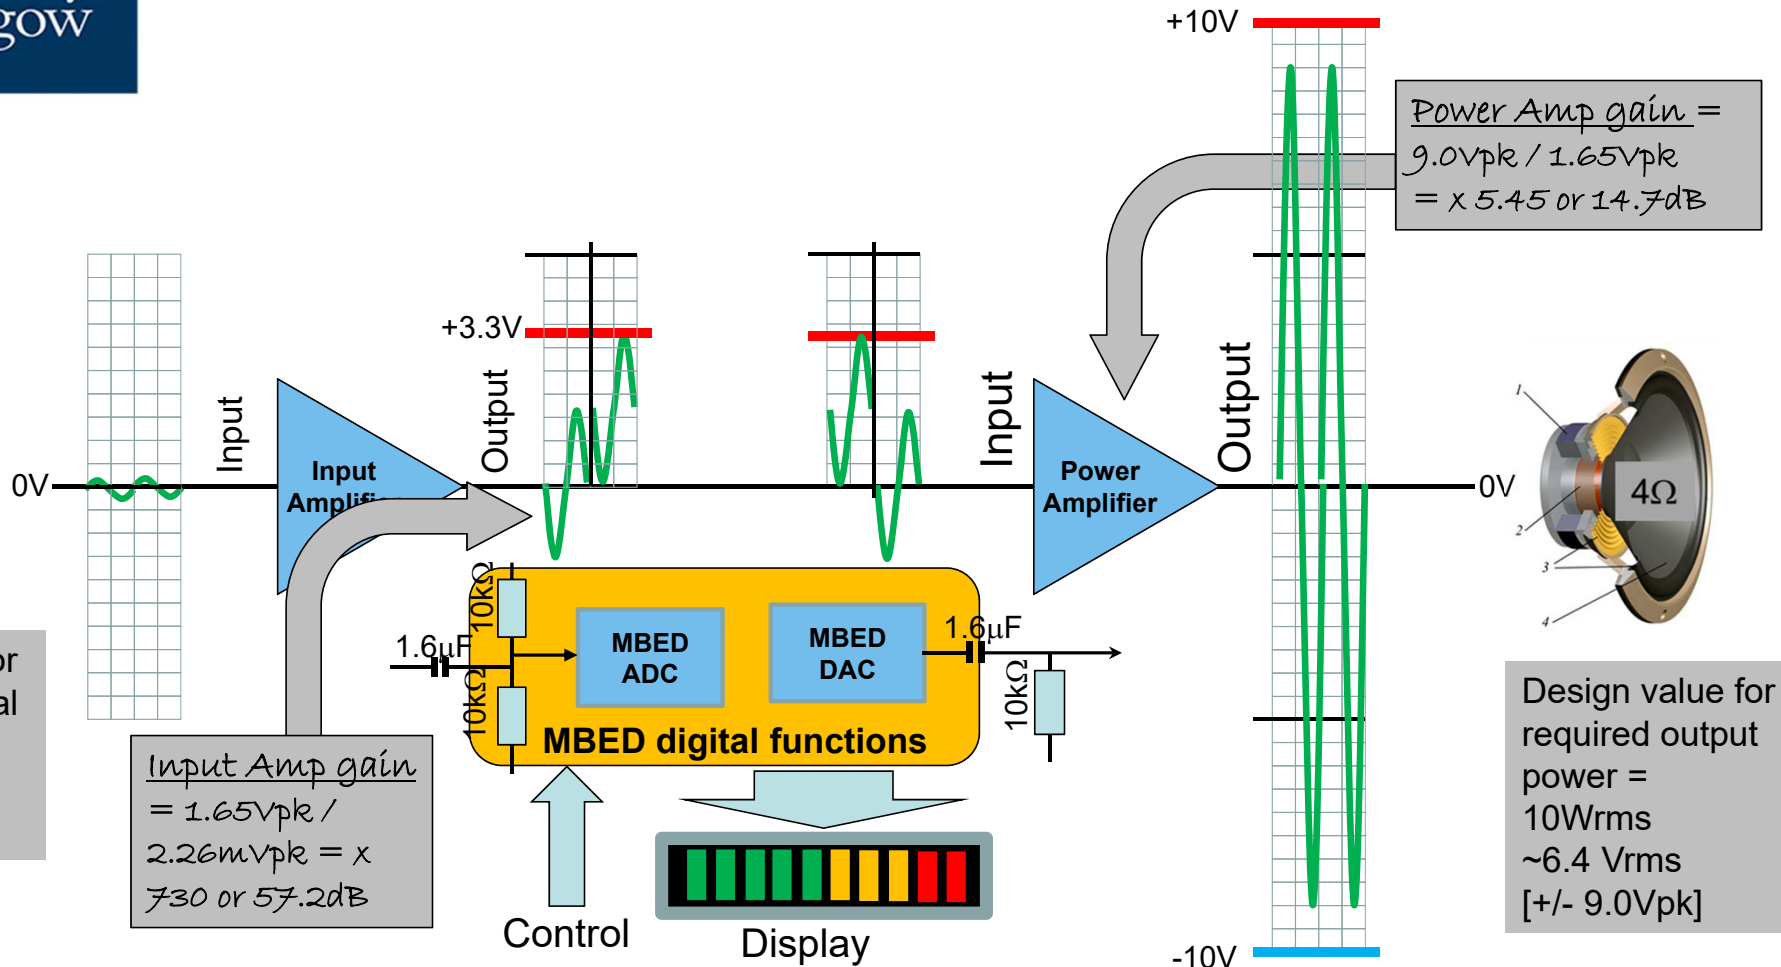 gow
+10V
Power Amp gain =
9.0Vpk / 1.65Vpk
= x 5.45 or 14.7dB
+3.3V
Input
Output
Input
Output
0V
Input
Amplifier
Power
Amplifier
0V
1
2
3
4
4Ω
10kΩ
1.6μF
10kΩ
MBED
ADC
MBED
DAC
1.6μF
10kΩ
MBED digital functions
or
al
Input Amp gain
= 1.65Vpk /
2.26mVpk = x
730 or 57.2dB
Control
Display
Design value for
required output
power =
10Wrms
~6.4 Vrms
[+/- 9.0Vpk]
-10V